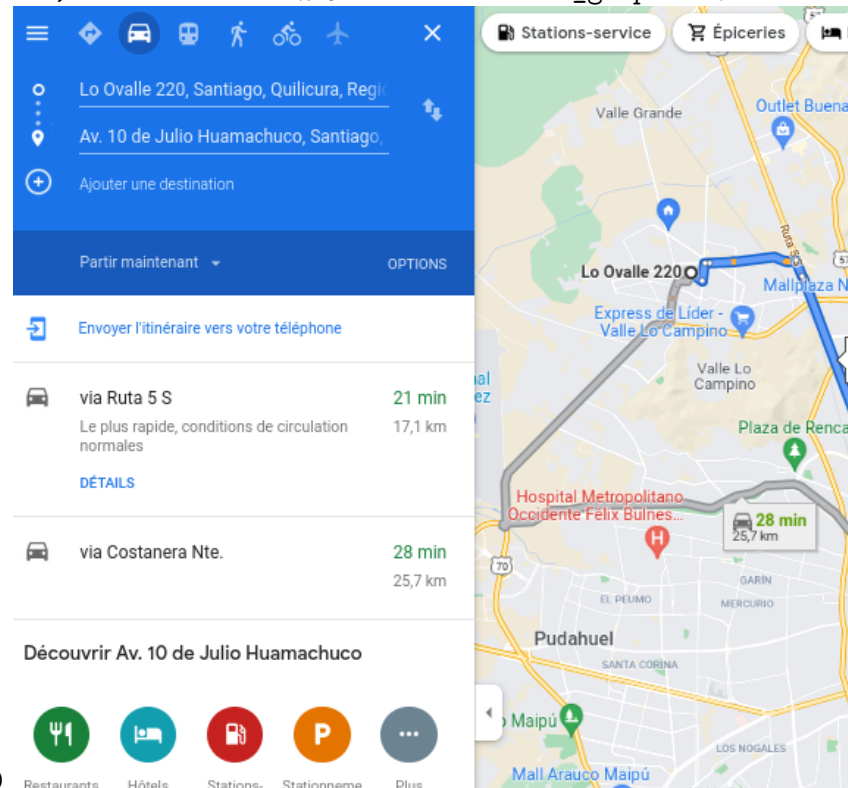 Lo Ovalle 220, Santiago, Quilicura, Regi
Av. 10 de Julio Huamachuco, Santiago,
Ajouter une destination
Partir maintenant
OPTIONS
Envoyer l'itinéraire vers votre téléphone
via Ruta 5 S
21 min
Le plus rapide, conditions de circulation
17,1 km
normales
DÉTAILS
via Costanera Nte.
28 min
25,7 km
Découvrir Av. 10 de Julio Huamachuco
Restaurants
Hôtels
Stations-
Stationneme
Plus
Stations-service
Épiceries
Valle Grande
Outlet Buena
Ruta 5 S
Lo Ovalle 220
Mallplaza N
Express de Líder -
Valle Lo Campino
Valle Lo
Campino
Plaza de Renca
Hospital Metropolitano
Occidente Félix Bulnes...
28 min
25,7 km
70
GARÍN
EL PEUMO
MERCURIO
Pudahuel
SANTA CORINA
Maipú
LOS NOGALES
Mall Arauco Maipú